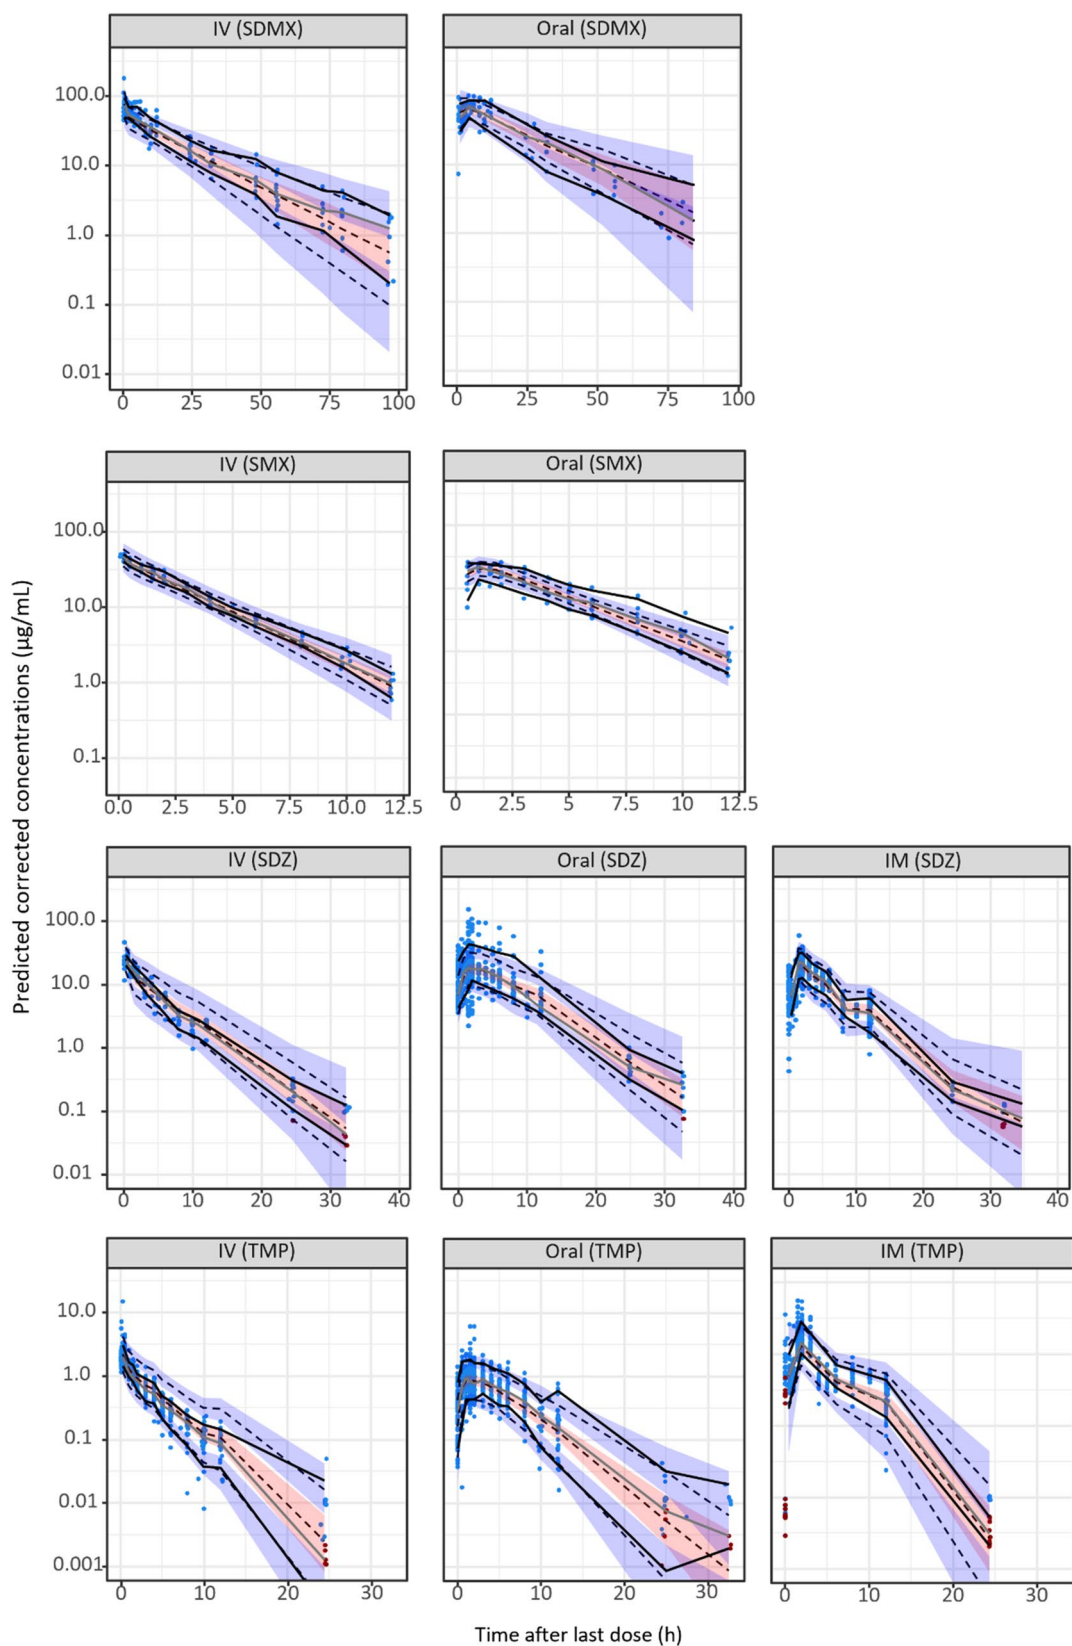 IV (SDMX) Oral (SDMX)
100.0
10.0
1.0
0.1
0.01
0 25 50 75 100 0 25 50 75 100
IV (SMX) Oral (SMX)
100.0
10.0
1.0
0.1
0.0 2.5 5.0 7.5 10.0 12.5 0 2.5 5 7.5 10 12.5
Predicted corrected concentrations (µg/mL)
IV (SDZ) Oral (SDZ) IM (SDZ)
100.0
10.0
1.0
0.1
0.01
0 10 20 30 40 0 10 20 30 40 0 10 20 30 40
IV (TMP) Oral (TMP) IM (TMP)
10.0
1.0
0.1
0.01
0.001
0 10 20 30 0 10 20 30 0 10 20 30
Time after last dose (h)